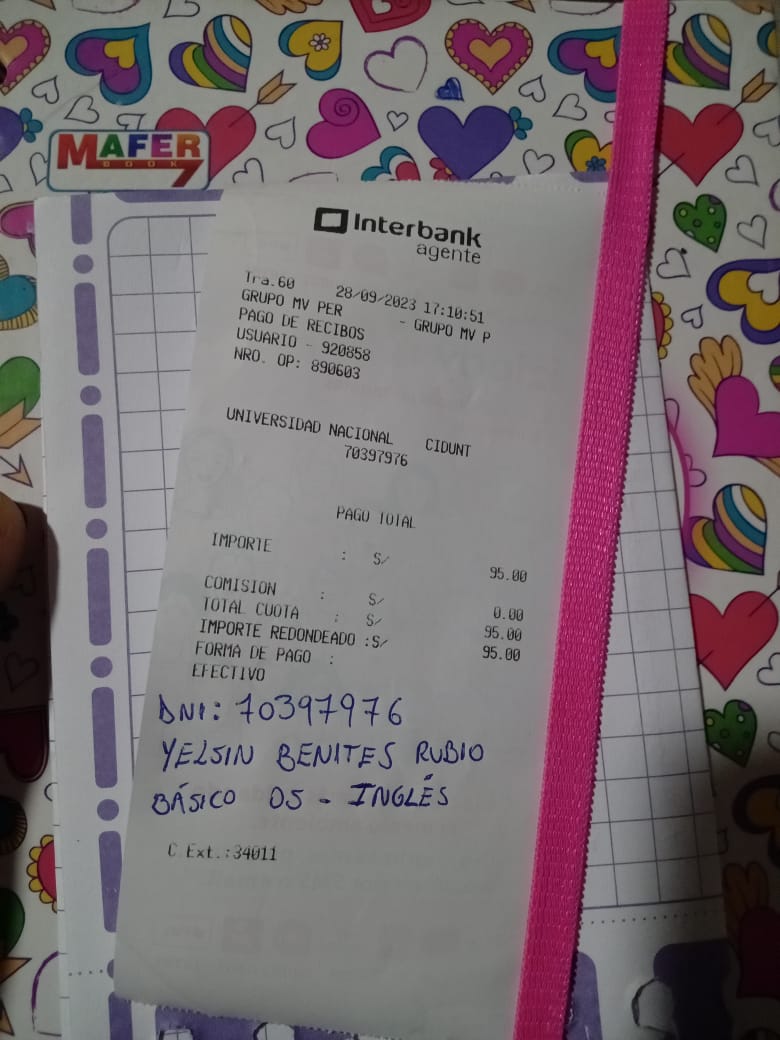 MAFER
BOOK 7
Interbank
agente
Tra.60 28/09/2023 17:10:51
GRUPO MV PER - GRUPO MV P
PAGO DE RECIBOS
USUARIO - 920858
NRO. OP: 890603
UNIVERSIDAD NACIONAL CIDUNT
70397976
PAGO TOTAL
IMPORTE : S/ 95.00
COMISION : S/ 0.00
TOTAL CUOTA : S/ 95.00
IMPORTE REDONDEADO :S/ 95.00
FORMA DE PAGO :
EFECTIVO
DNI: 70397976
YELSIN BENITES RUBIO
BÁSICO 05 - INGLÉS
C.Ext.:34011